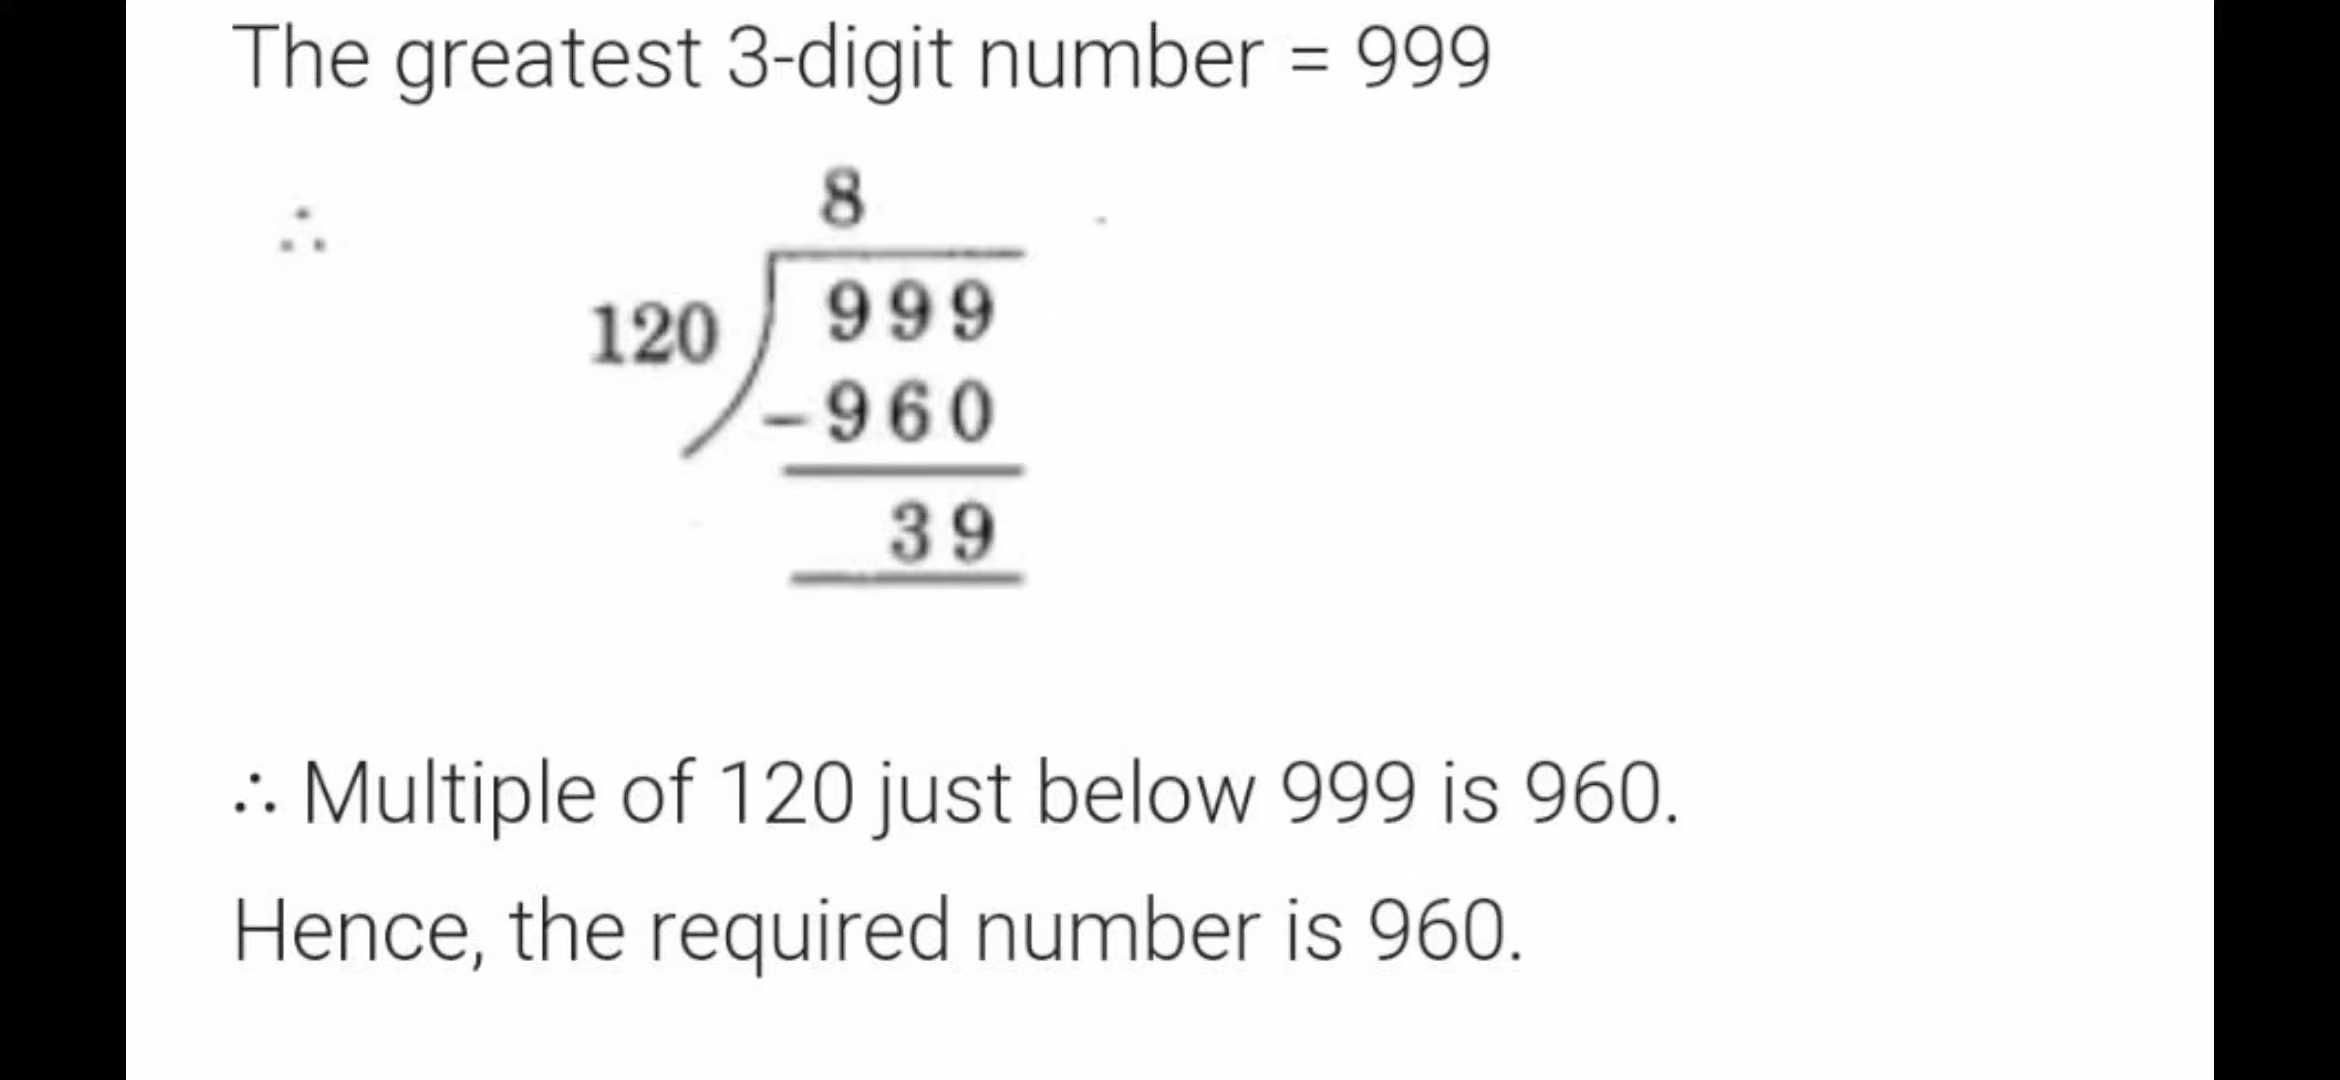 The greatest 3-digit number = 999
∴
8
120
999
-960
39
∴ Multiple of 120 just below 999 is 960.
Hence, the required number is 960.